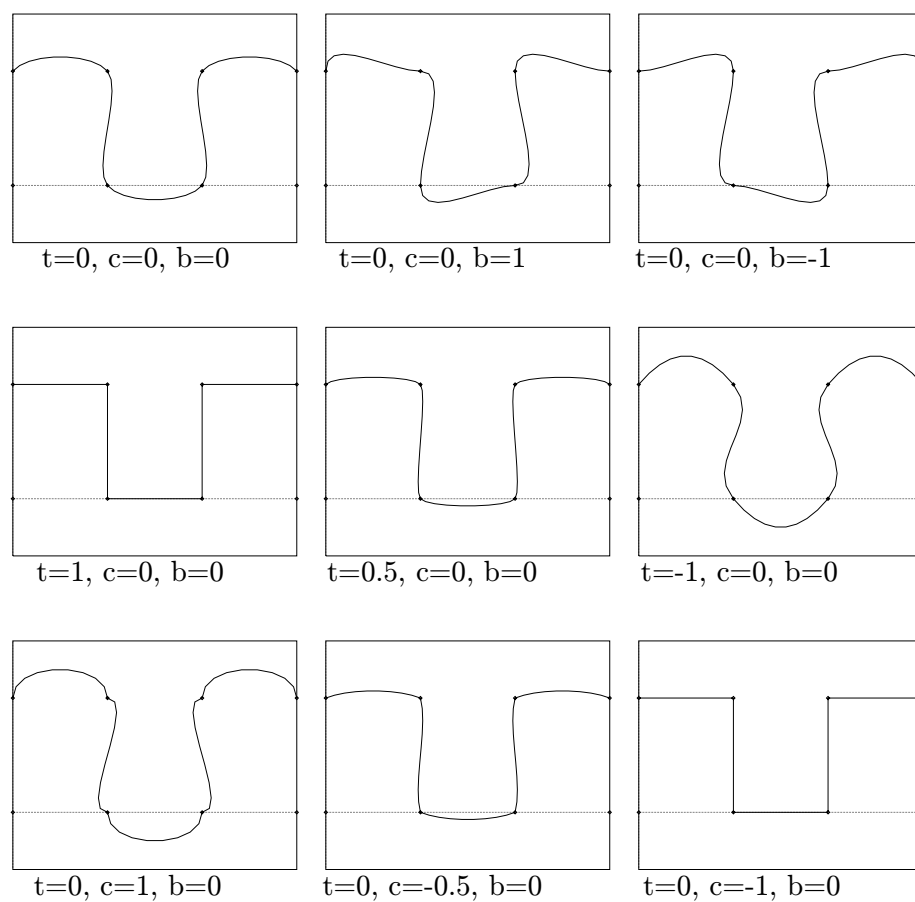 t=0, c=0, b=0
t=0, c=0, b=1
t=0, c=0, b=-1
t=1, c=0, b=0
t=0.5, c=0, b=0
t=-1, c=0, b=0
t=0, c=1, b=0
t=0, c=-0.5, b=0
t=0, c=-1, b=0